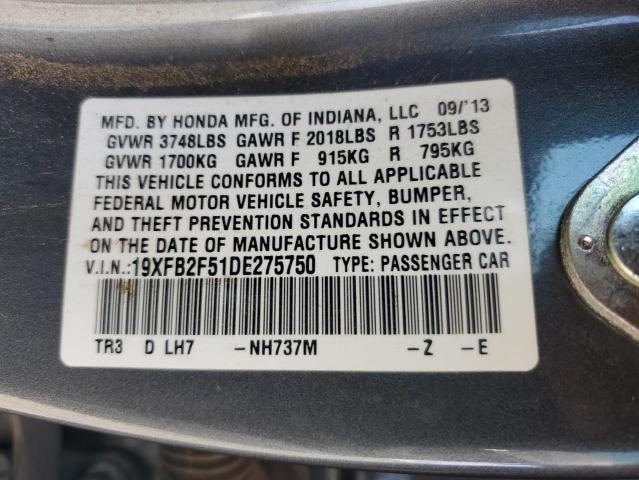 MFD. BY HONDA MFG. OF INDIANA, LLC 09/'13
GVWR 3748LBS GAWR F 2018LBS R 1753LBS
GVWR 1700KG GAWR F 915KG R 795KG
THIS VEHICLE CONFORMS TO ALL APPLICABLE
FEDERAL MOTOR VEHICLE SAFETY, BUMPER,
AND THEFT PREVENTION STANDARDS IN EFFECT
ON THE DATE OF MANUFACTURE SHOWN ABOVE.
V.I.N.:19XFB2F51DE275750 TYPE: PASSENGER CAR
TR3 D LH7 -NH737M -Z -E